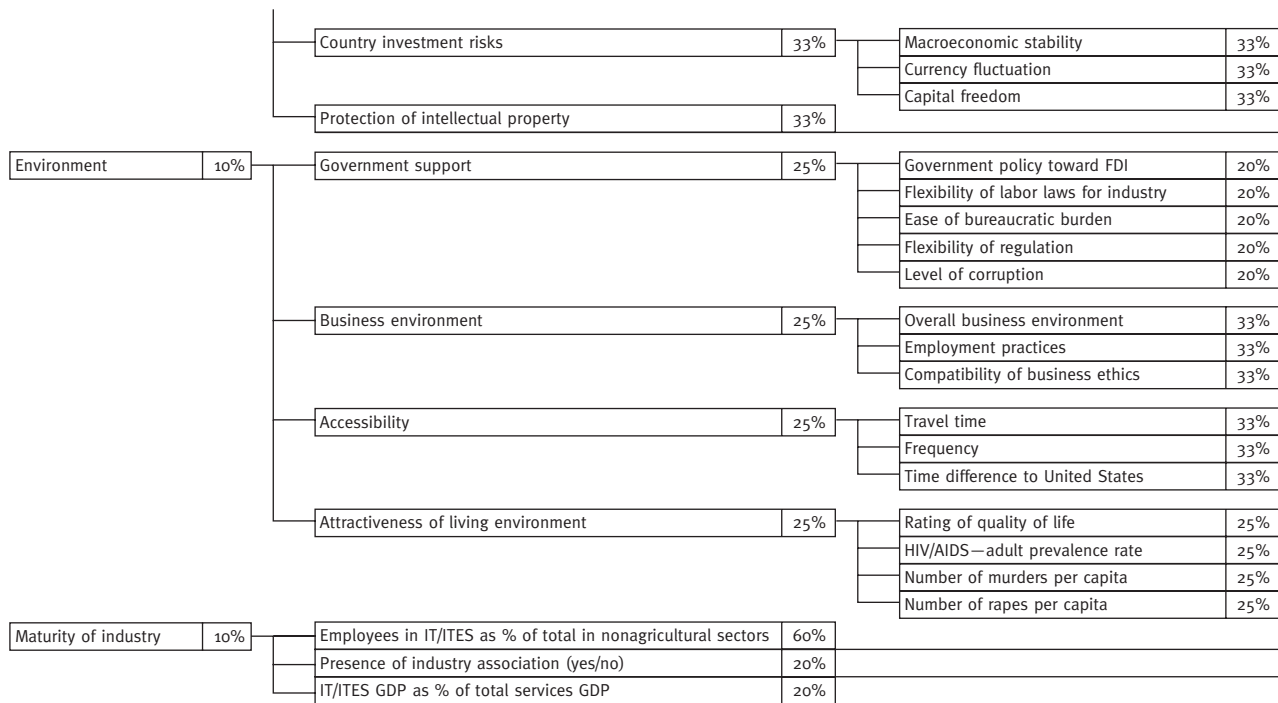 Country investment risks 33% Macroeconomic stability 33%
Currency fluctuation 33%
Capital freedom 33%
Protection of intellectual property 33%
Environment 10% Government support 25% Government policy toward FDI 20%
Flexibility of labor laws for industry 20%
Ease of bureaucratic burden 20%
Flexibility of regulation 20%
Level of corruption 20%
Business environment 25% Overall business environment 33%
Employment practices 33%
Compatibility of business ethics 33%
Accessibility 25% Travel time 33%
Frequency 33%
Time difference to United States 33%
Attractiveness of living environment 25% Rating of quality of life 25%
HIV/AIDS—adult prevalence rate 25%
Number of murders per capita 25%
Number of rapes per capita 25%
Maturity of industry 10% Employees in IT/ITES as % of total in nonagricultural sectors 60%
Presence of industry association (yes/no) 20%
IT/ITES GDP as % of total services GDP 20%